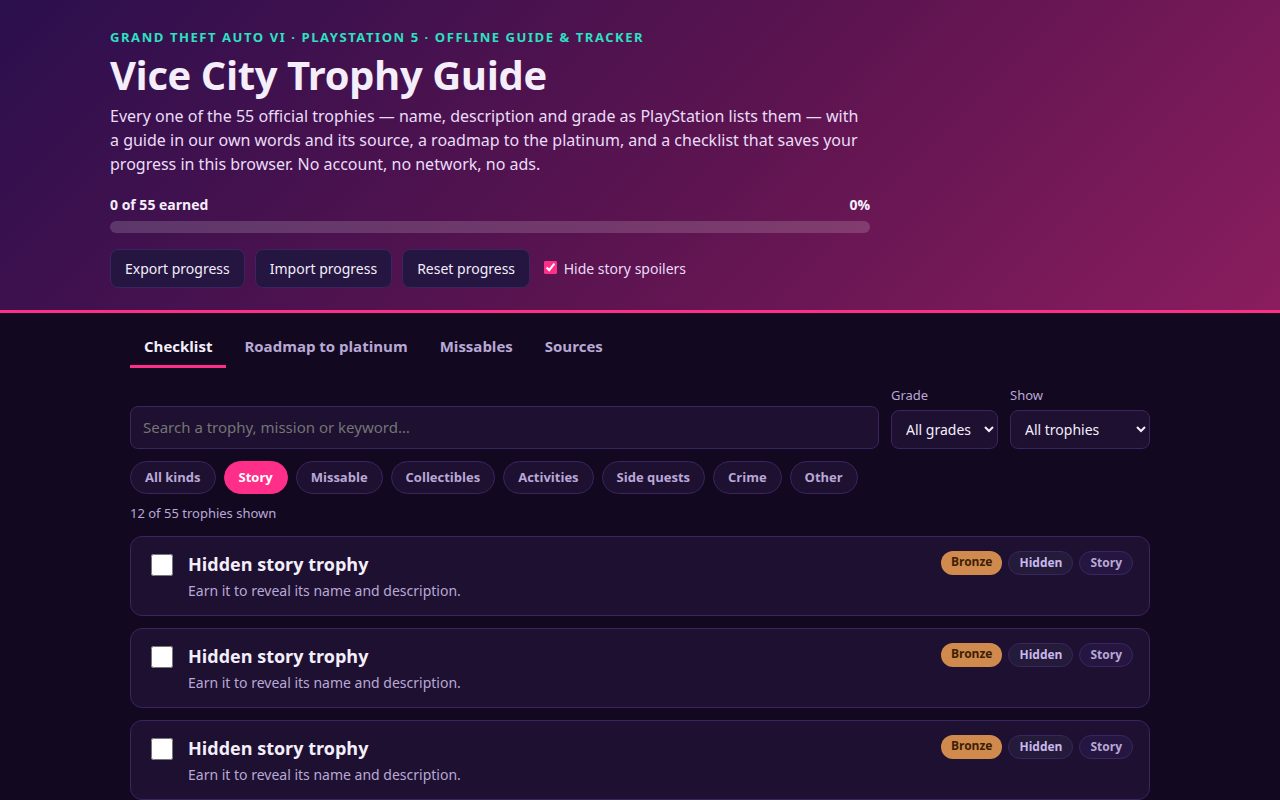 GRAND THEFT AUTO VI · PLAYSTATION 5 · OFFLINE GUIDE & TRACKER
Vice City Trophy Guide
Every one of the 55 official trophies — name, description and grade as PlayStation lists them — with
a guide in our own words and its source, a roadmap to the platinum, and a checklist that saves your
progress in this browser. No account, no network, no ads.
0 of 55 earned 0%
Export progress Import progress Reset progress Hide story spoilers
Checklist Roadmap to platinum Missables Sources
Grade Show
Search a trophy, mission or keyword... All grades All trophies
All kinds Story Missable Collectibles Activities Side quests Crime Other
12 of 55 trophies shown
Hidden story trophy Bronze Hidden Story
Earn it to reveal its name and description.
Hidden story trophy Bronze Hidden Story
Earn it to reveal its name and description.
Hidden story trophy Bronze Hidden Story
Earn it to reveal its name and description.